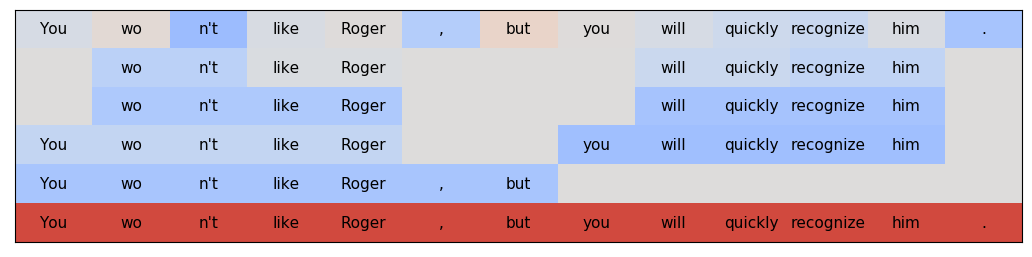 You wo n't like Roger , but you will quickly recognize him .
wo n't like Roger will quickly recognize him
wo n't like Roger will quickly recognize him
You wo n't like Roger you will quickly recognize him
You wo n't like Roger , but
You wo n't like Roger , but you will quickly recognize him .